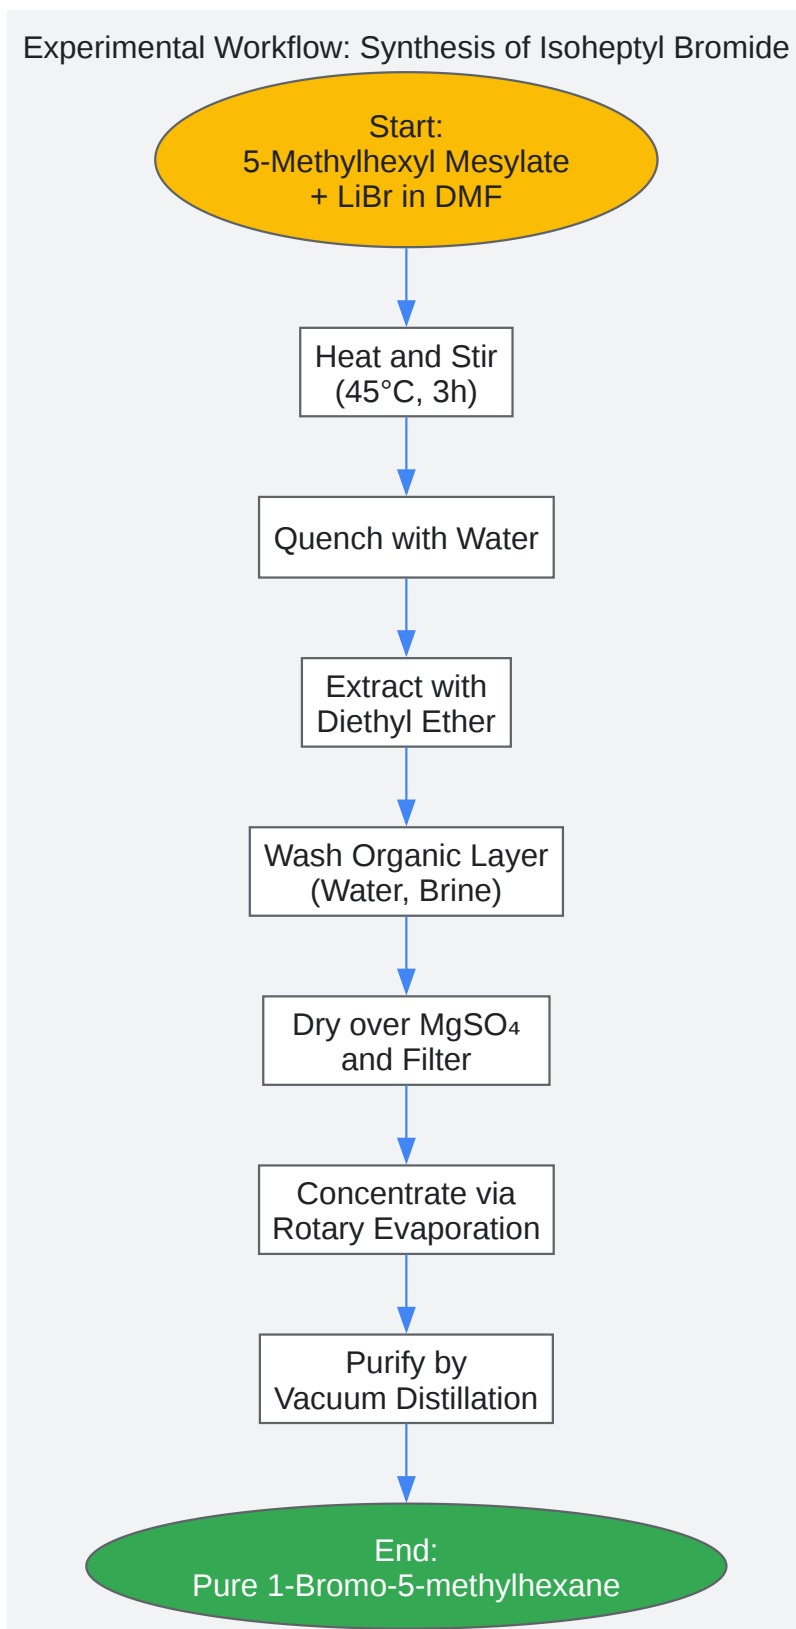 Experimental Workflow: Synthesis of Isoheptyl Bromide
Start:
5-Methylhexyl Mesylate
+ LiBr in DMF
Heat and Stir
(45°C, 3h)
Quench with Water
Extract with
Diethyl Ether
Wash Organic Layer
(Water, Brine)
Dry over MgSO₄
and Filter
Concentrate via
Rotary Evaporation
Purify by
Vacuum Distillation
End:
Pure 1-Bromo-5-methylhexane